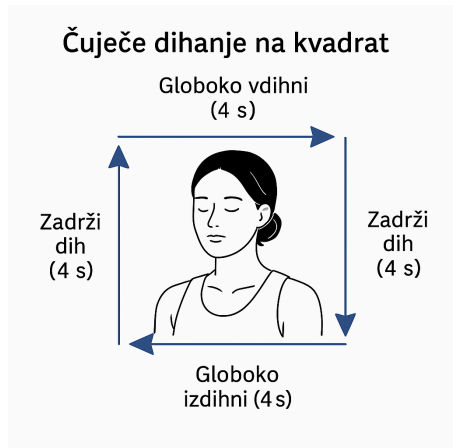 Čuječe dihanje na kvadrat
Globoko vdihni
(4 s)
Zadrži
dih
(4 s)
Zadrži
dih
(4 s)
Globoko
izdihni (4 s)